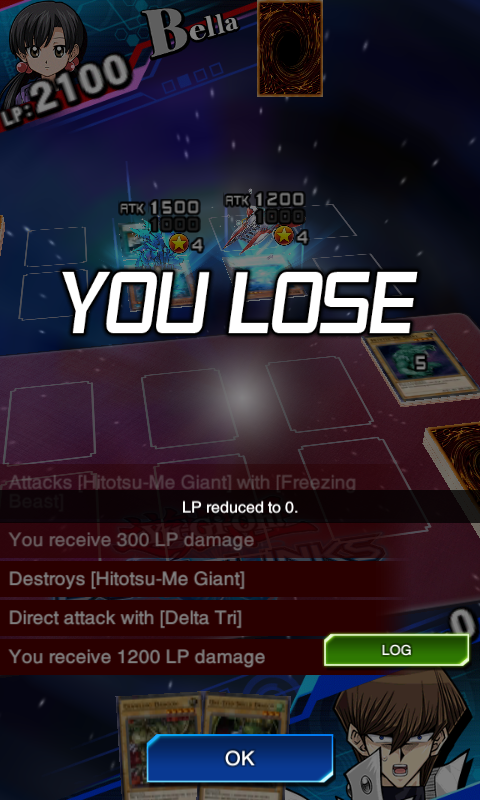 Bella
LP:2100
ATK 1500
1000
4
ATK 1200
1000
4
YOU LOSE
5
Attacks [Hitotsu-Me Giant] with [Freezing
Beast]
LP reduced to 0.
You receive 300 LP damage
Destroys [Hitotsu-Me Giant]
Direct attack with [Delta Tri]
You receive 1200 LP damage
0
LOG
OK